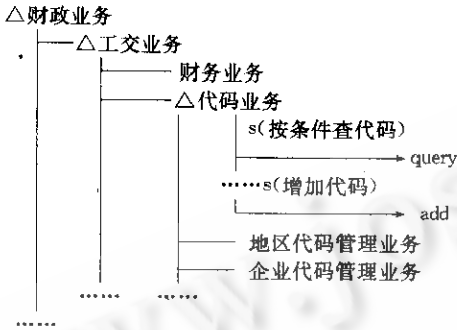 △财政业务
△工交业务
财务业务
△代码业务
s(按条件查代码)
query
……s(增加代码)
add
地区代码管理业务
企业代码管理业务
…… ……
……